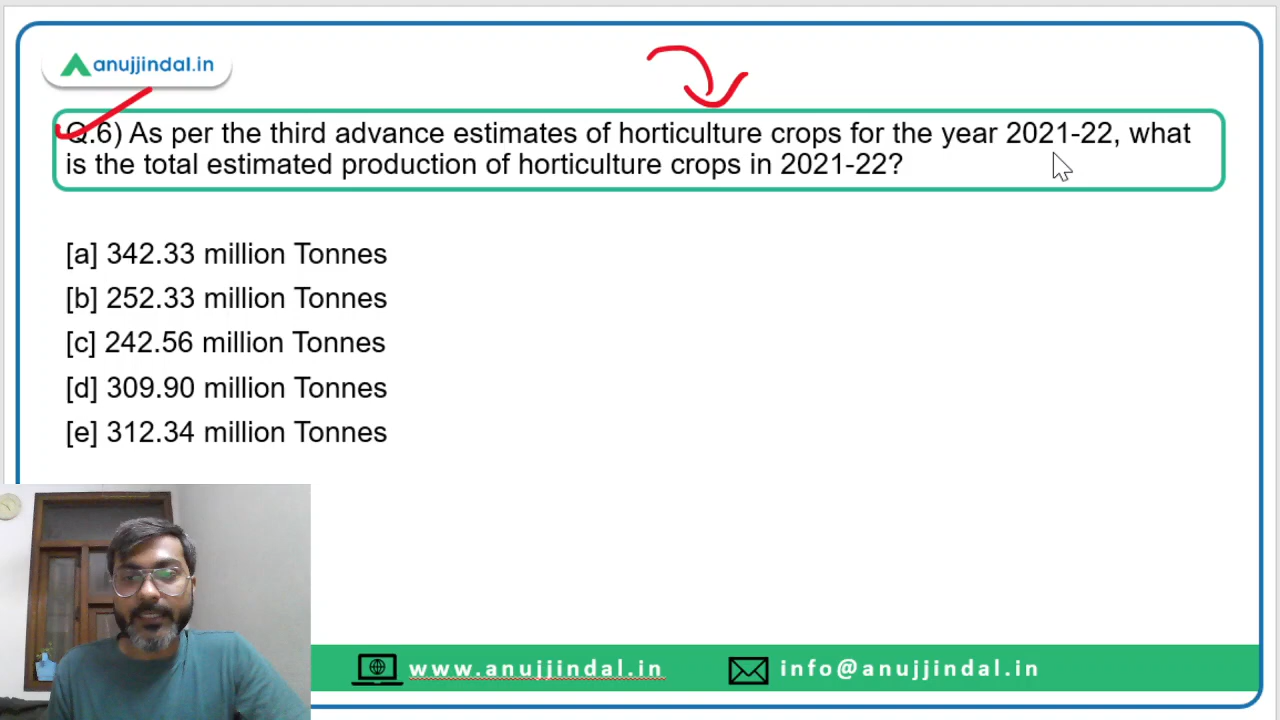 anujjindal.in
Q.6) As per the third advance estimates of horticulture crops for the year 2021-22, what
is the total estimated production of horticulture crops in 2021-22?
[a] 342.33 million Tonnes
[b] 252.33 million Tonnes
[c] 242.56 million Tonnes
[d] 309.90 million Tonnes
[e] 312.34 million Tonnes
www.anujjindal.in
info@anujjindal.in